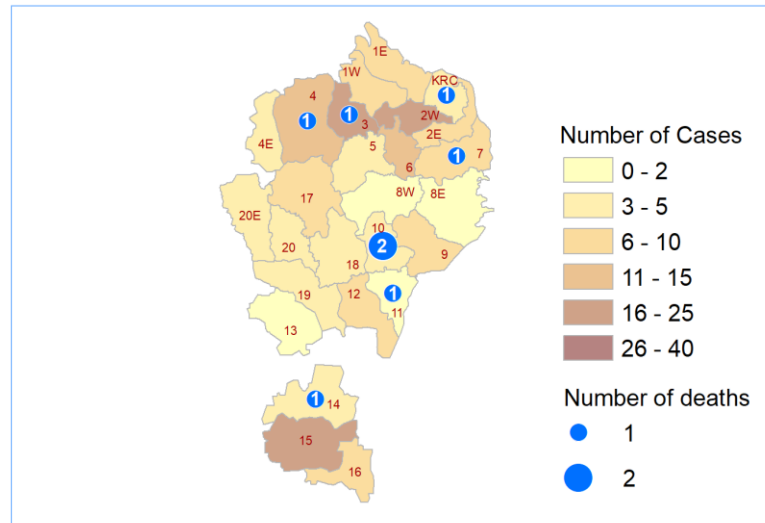 1E
1W
KRC
1
4
1
1
3
2W
2E
4E
5
1
7
6
8W
8E
17
20E
10
2
20
18
9
19
12
1
11
13
1
14
15
16
Number of Cases
0 - 2
3 - 5
6 - 10
11 - 15
16 - 25
26 - 40
Number of deaths
1
2